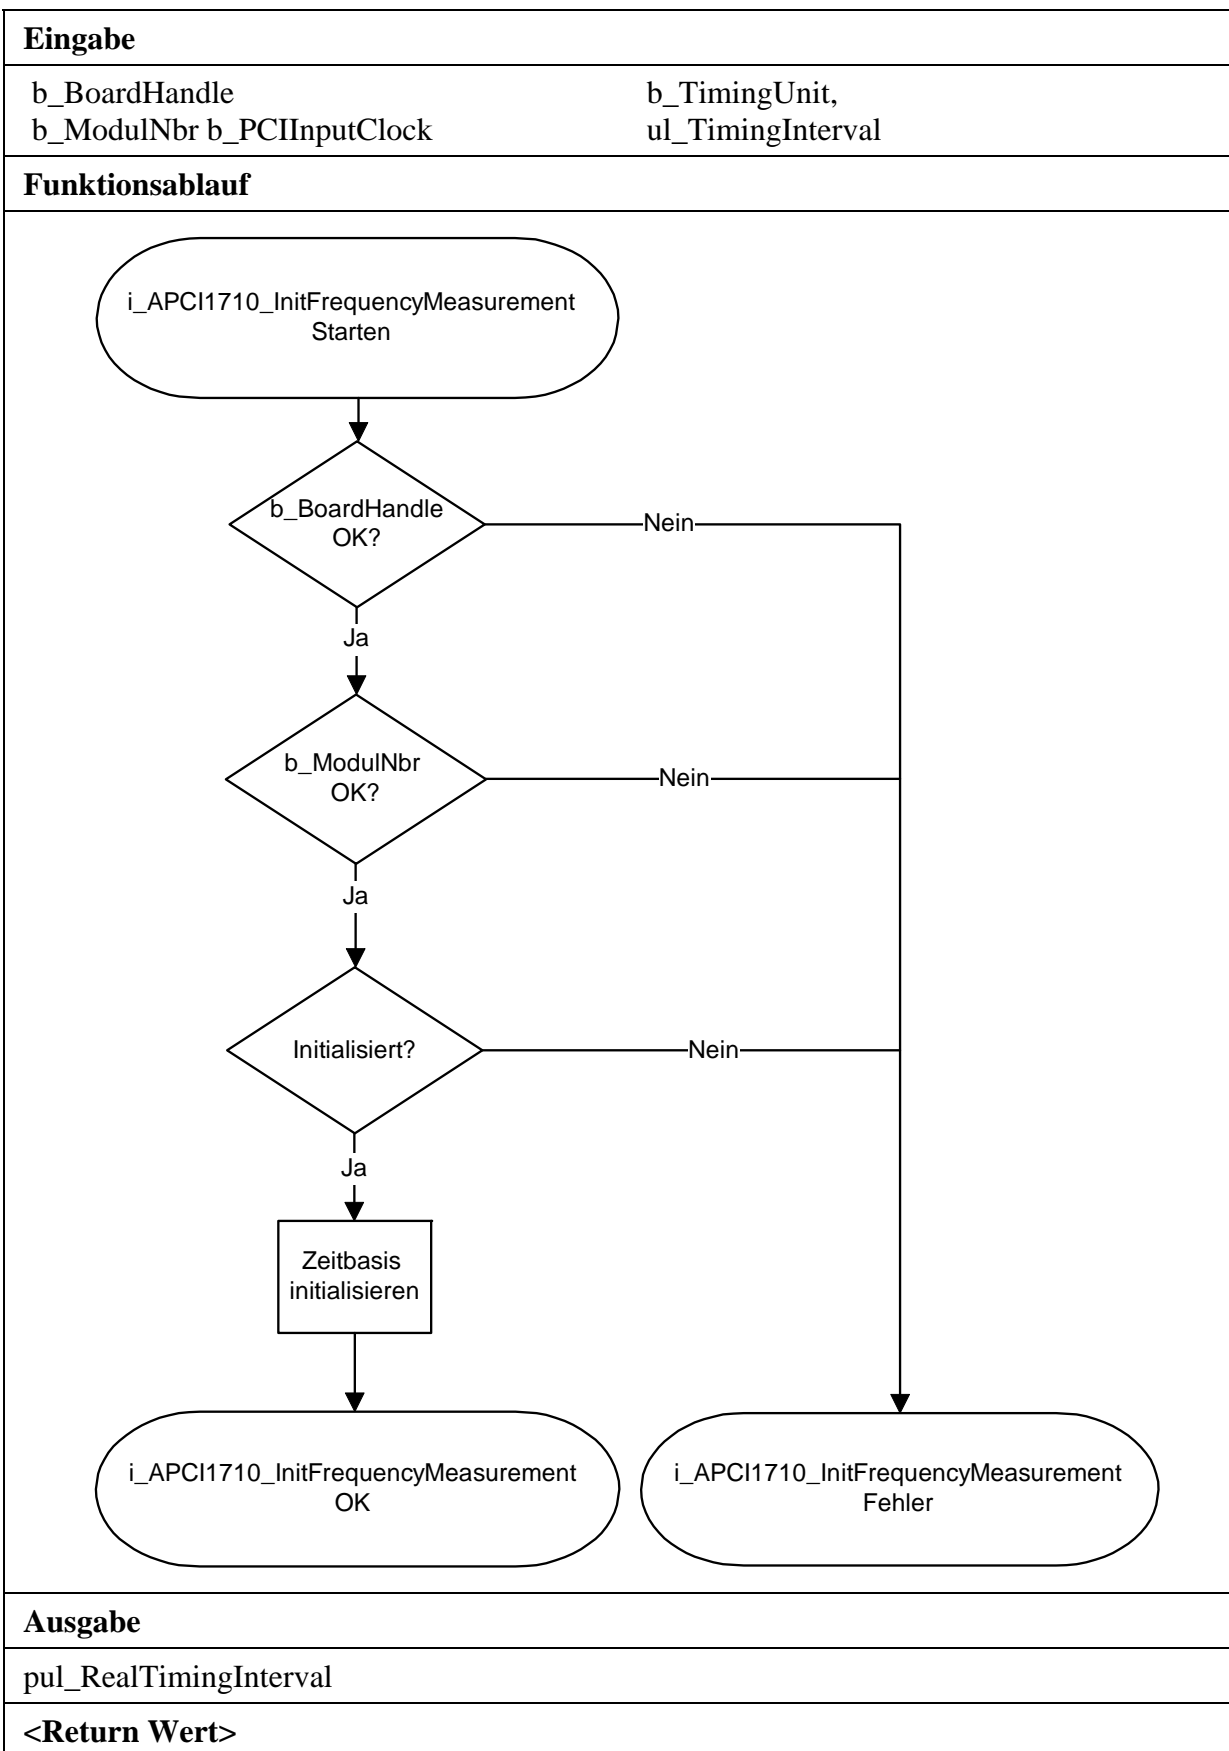 Eingabe
b_BoardHandle b_TimingUnit,
b_ModulNbr b_PCIInputClock ul_TimingInterval
Funktionsablauf
i_APCI1710_InitFrequencyMeasurement
Starten
b_BoardHandle
OK?
Nein
Ja
b_ModulNbr
OK?
Nein
Ja
Initialisiert?
Nein
Ja
Zeitbasis
initialisieren
i_APCI1710_InitFrequencyMeasurement
OK
i_APCI1710_InitFrequencyMeasurement
Fehler
Ausgabe
pul_RealTimingInterval
<Return Wert>